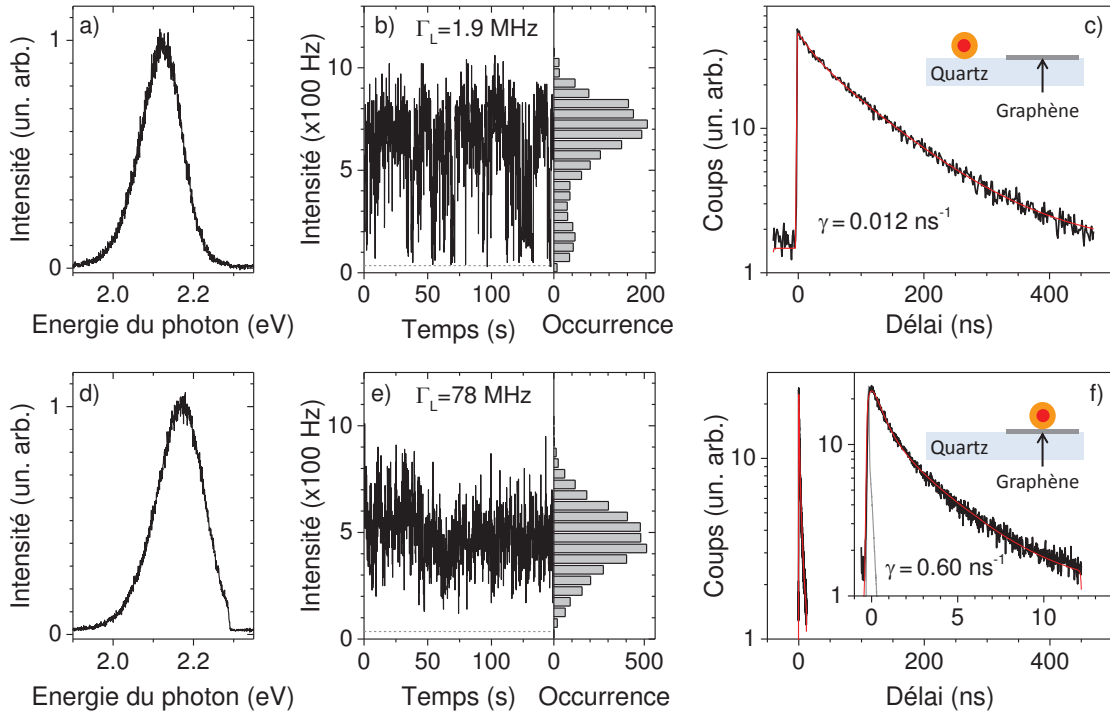 a)
Intensité (un. arb.)
1
0
2.0
2.2
Energie du photon (eV)
b)
Γ_L=1.9 MHz
Intensité (x100 Hz)
10
5
0
0
50
100
0
200
Temps (s)
Occurrence
c)
Coups (un. arb.)
10
1
Quartz
Graphène
γ = 0.012 ns⁻¹
0
200
400
Délai (ns)
d)
Intensité (un. arb.)
1
0
2.0
2.2
Energie du photon (eV)
e)
Γ_L=78 MHz
Intensité (x100 Hz)
10
5
0
0
50
100
0
500
Temps (s)
Occurrence
f)
Coups (un. arb.)
10
1
10
1
Quartz
Graphène
γ = 0.60 ns⁻¹
0
5
10
0
200
400
Délai (ns)